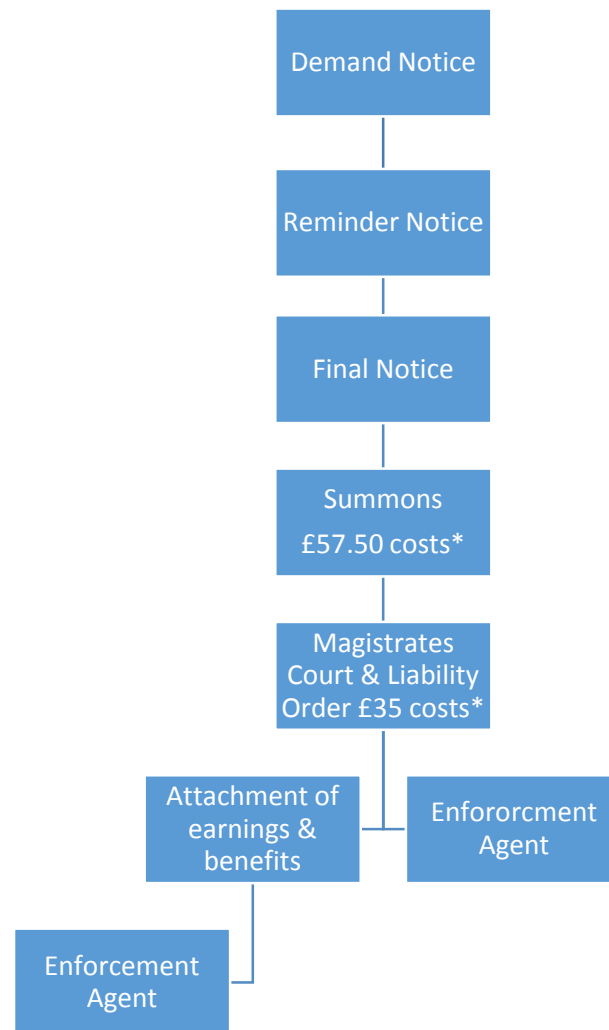 Demand Notice
Reminder Notice
Final Notice
Summons
£57.50 costs*
Magistrates
Court & Liability
Order £35 costs*
Attachment of
earnings &
benefits
Enfororcment
Agent
Enforcement
Agent